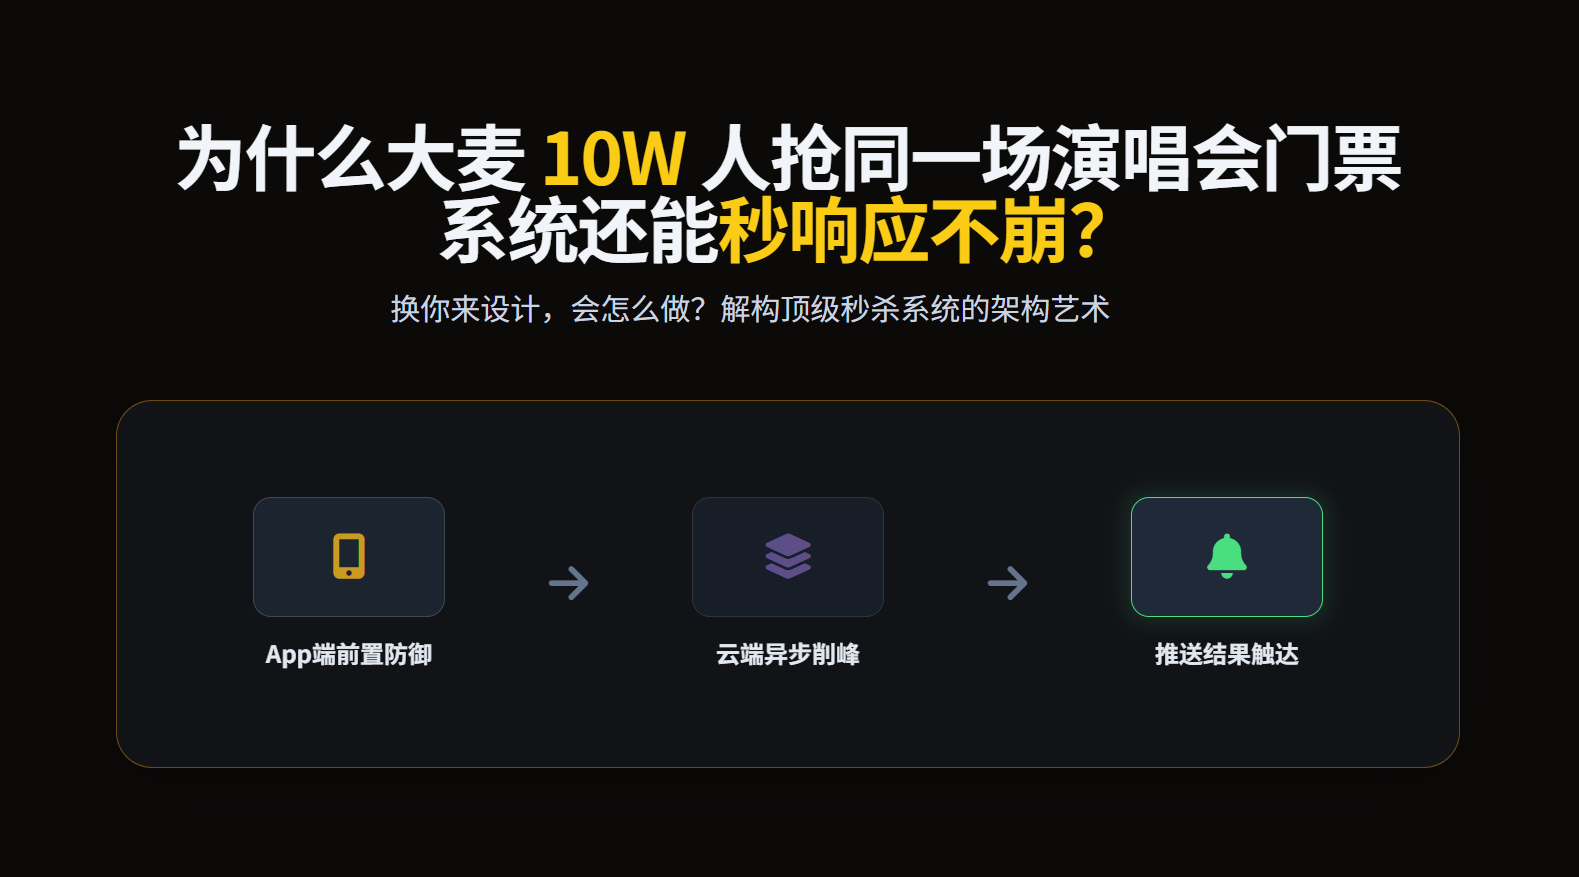 为什么大麦 10W 人抢同一场演唱会门票
系统还能秒响应不崩？
换你来设计，会怎么做？解构顶级秒杀系统的架构艺术
App端前置防御
云端异步削峰
推送结果触达